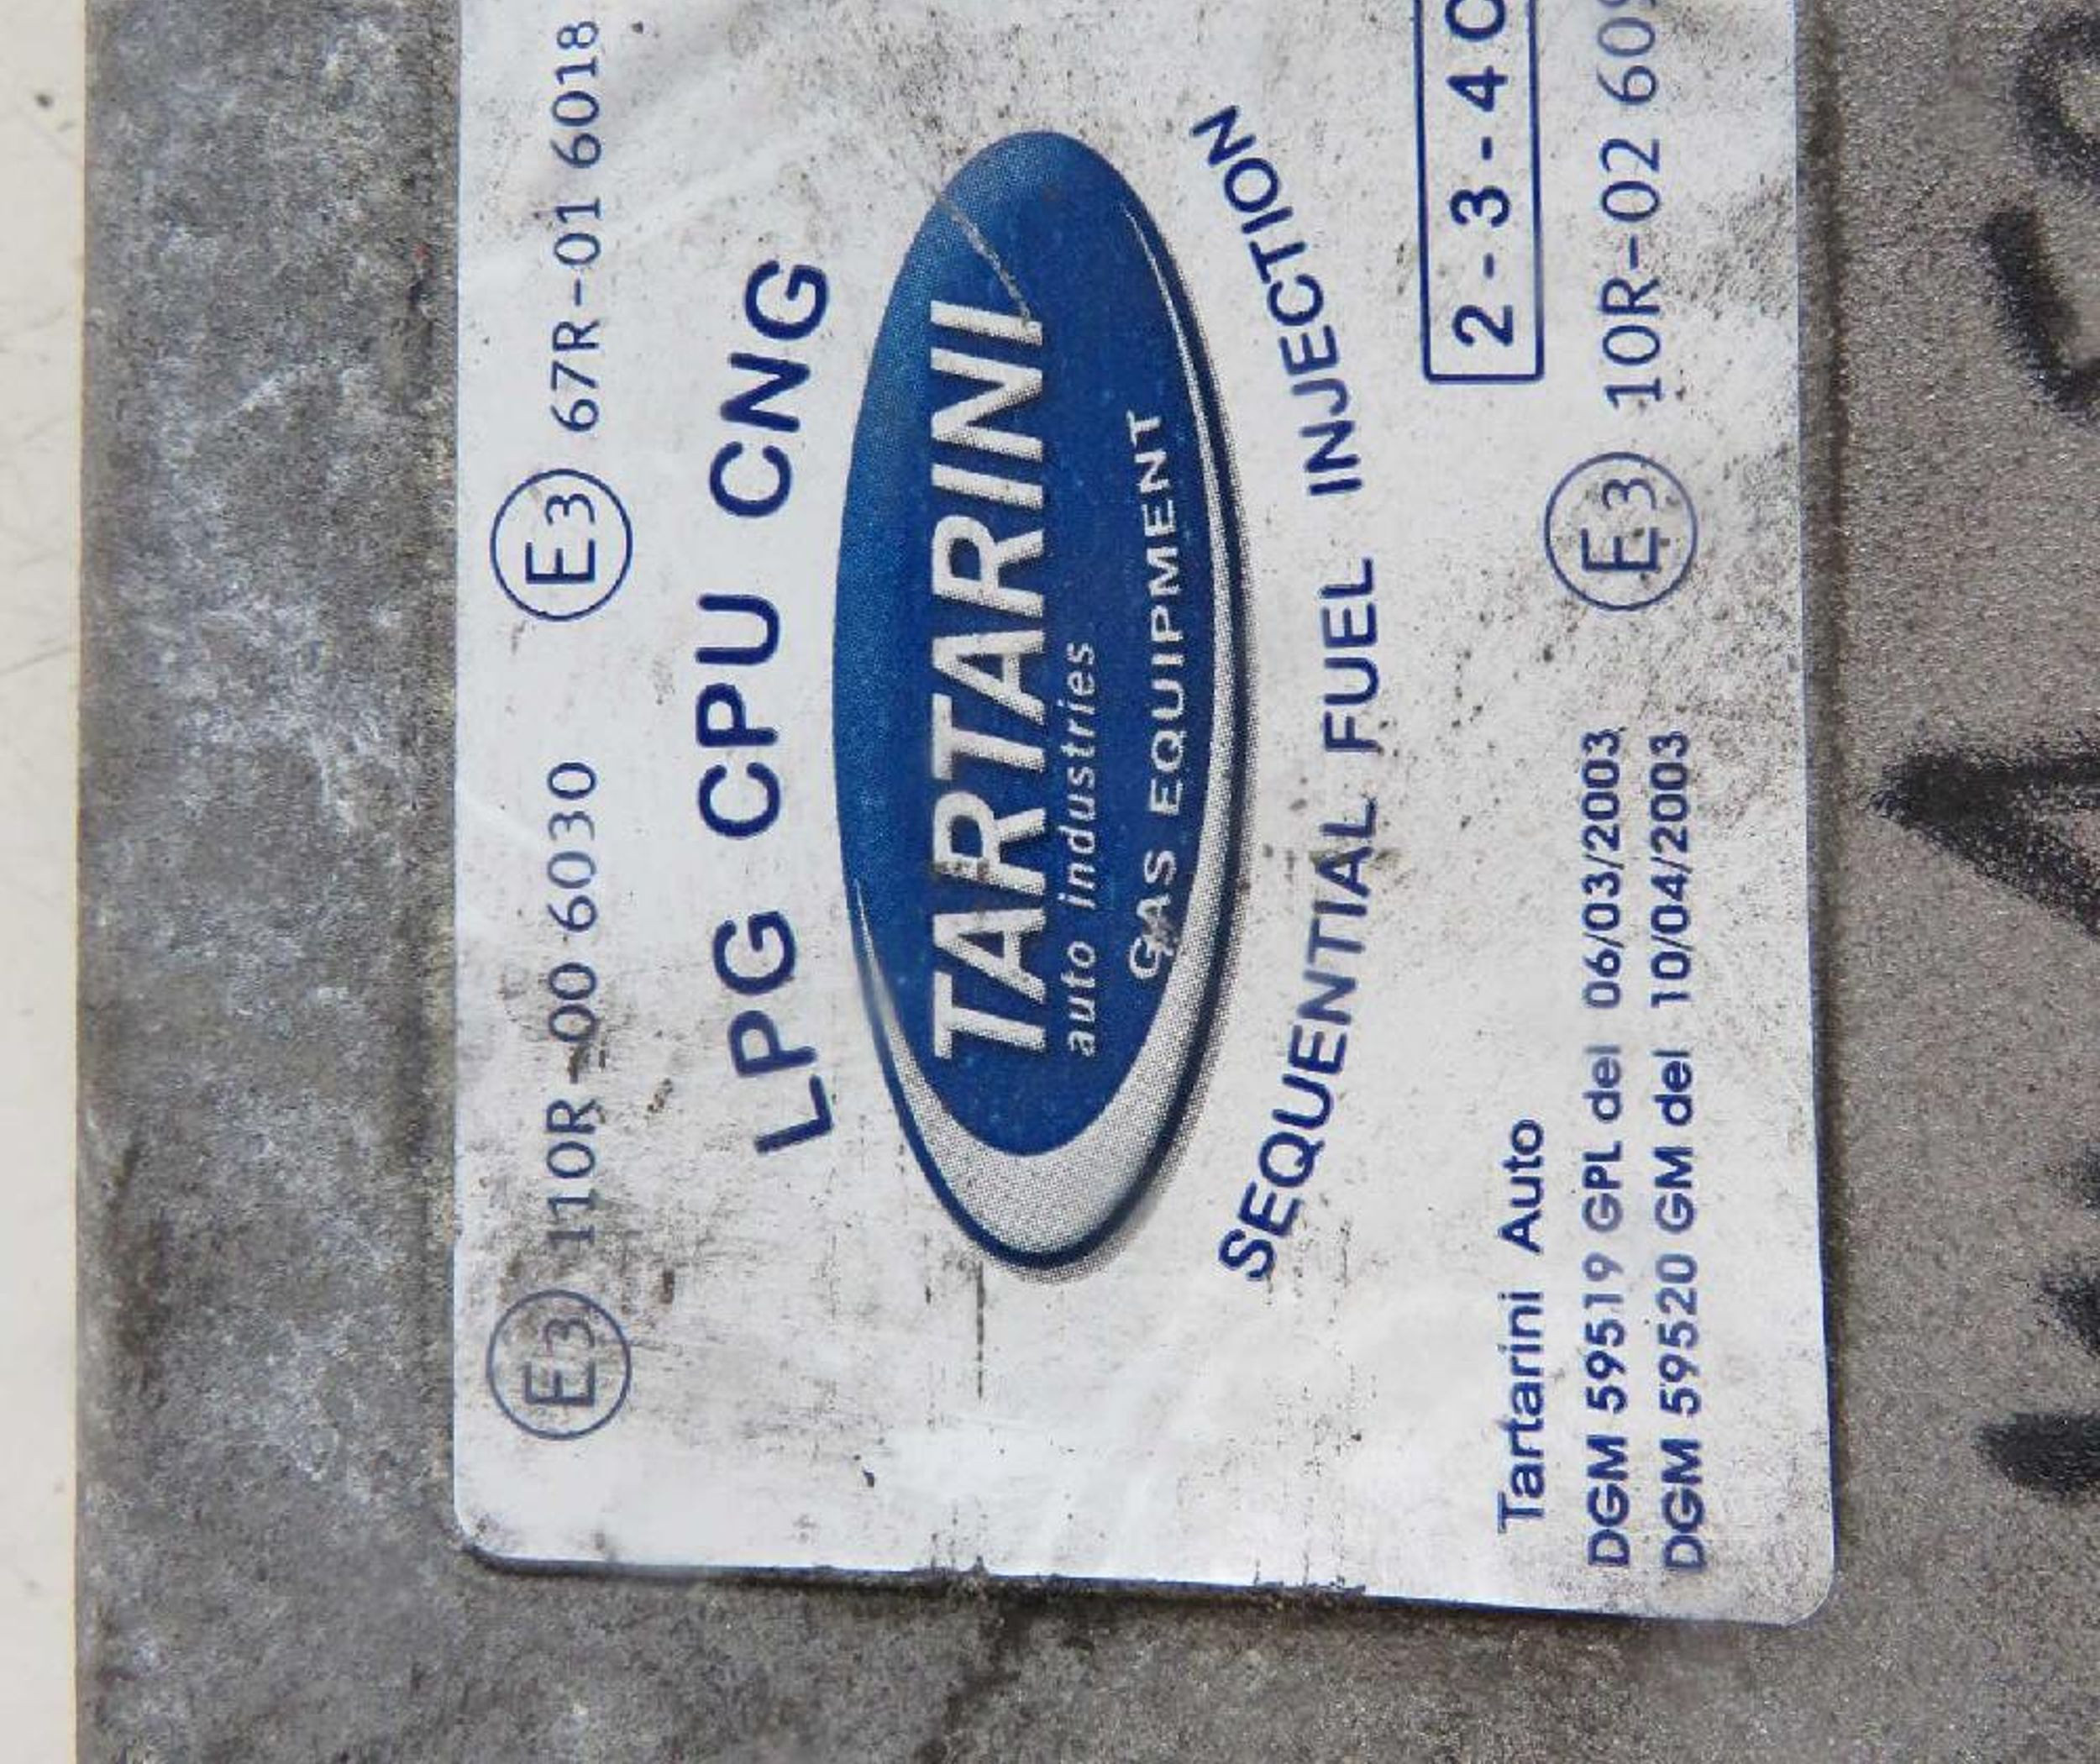 E3 110R-00 6030 E3 67R-01 6018
LPG CPU CNG
TARTARINI
auto industries
GAS EQUIPMENT
SEQUENTIAL FUEL INJECTION
2-3-4
Tartarini Auto
DGM 59519 GPL del 06/03/2003
DGM 59520 GM del 10/04/2003
E3 10R-02